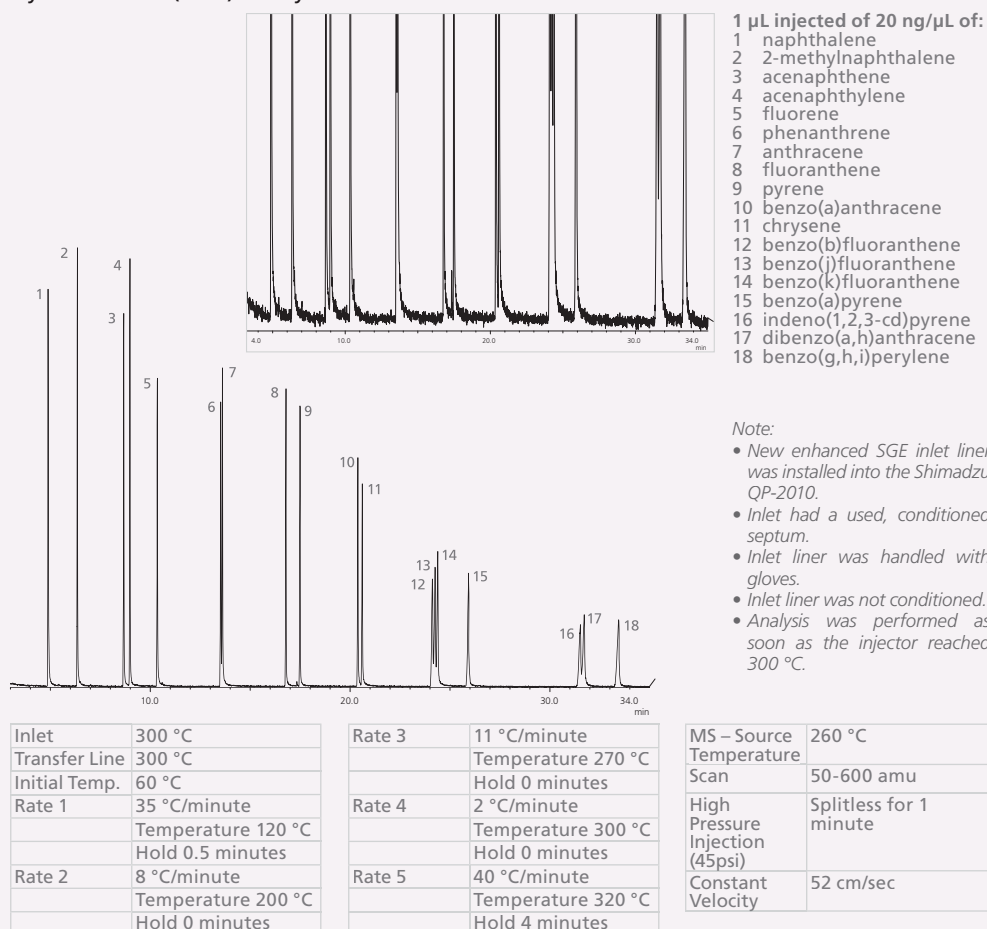 1 µL injected of 20 ng/µL of:
1 naphthalene
2 2-methylnaphthalene
3 acenaphthene
4 acenaphthylene
5 fluorene
6 phenanthrene
7 anthracene
8 fluoranthene
9 pyrene
10 benzo(a)anthracene
11 chrysene
12 benzo(b)fluoranthene
13 benzo(j)fluoranthene
14 benzo(k)fluoranthene
15 benzo(a)pyrene
16 indeno(1,2,3-cd)pyrene
17 dibenzo(a,h)anthracene
18 benzo(g,h,i)perylene
4.0 10.0 20.0 30.0 34.0
min
1
2
3
4
5
6
7
8
9
10
11
12
13
14
15
16
17
18
10.0 20.0 30.0 34.0
min
Note:
• New enhanced SGE inlet liner
was installed into the Shimadzu
QP-2010.
• Inlet had a used, conditioned
septum.
• Inlet liner was handled with
gloves.
• Inlet liner was not conditioned.
• Analysis was performed as
soon as the injector reached
300 °C.
Inlet 300 °C
Transfer Line 300 °C
Initial Temp. 60 °C
Rate 1 35 °C/minute
Temperature 120 °C
Hold 0.5 minutes
Rate 2 8 °C/minute
Temperature 200 °C
Hold 0 minutes
Rate 3 11 °C/minute
Temperature 270 °C
Hold 0 minutes
Rate 4 2 °C/minute
Temperature 300 °C
Hold 0 minutes
Rate 5 40 °C/minute
Temperature 320 °C
Hold 4 minutes
MS – Source 260 °C
Temperature
Scan 50-600 amu
High Splitless for 1
Pressure minute
Injection
(45psi)
Constant 52 cm/sec
Velocity